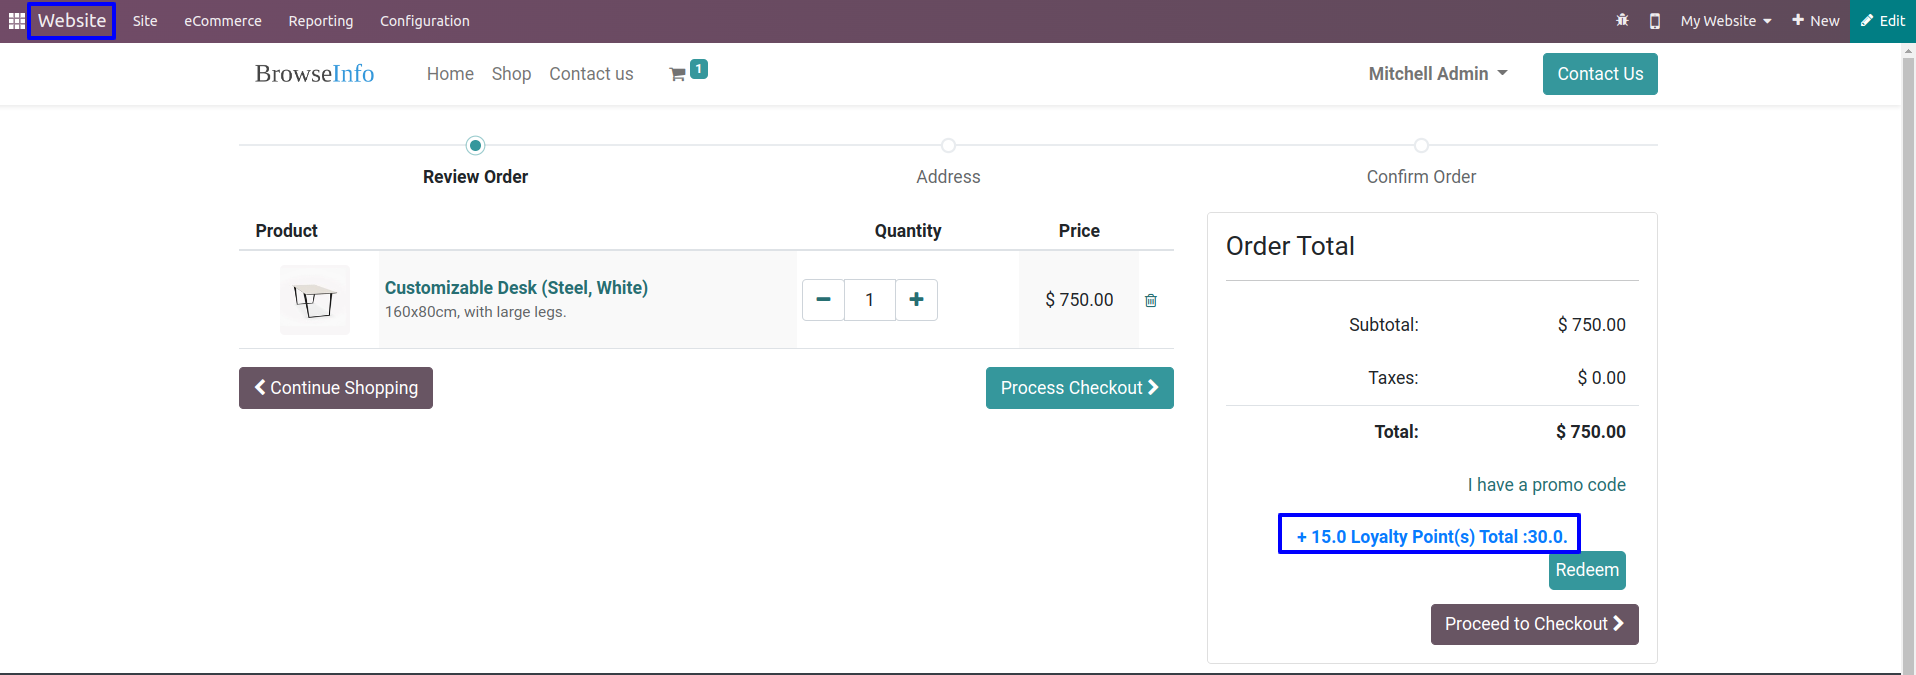 Website Site eCommerce Reporting Configuration My Website New Edit
BrowseInfo Home Shop Contact us 1 Mitchell Admin Contact Us
Review Order Address Confirm Order
Product Quantity Price
Customizable Desk (Steel, White)
160x80cm, with large legs.
1 $ 750.00
Continue Shopping Process Checkout
Order Total
Subtotal: $ 750.00
Taxes: $ 0.00
Total: $ 750.00
I have a promo code
+ 15.0 Loyalty Point(s) Total :30.0.
Redeem
Proceed to Checkout